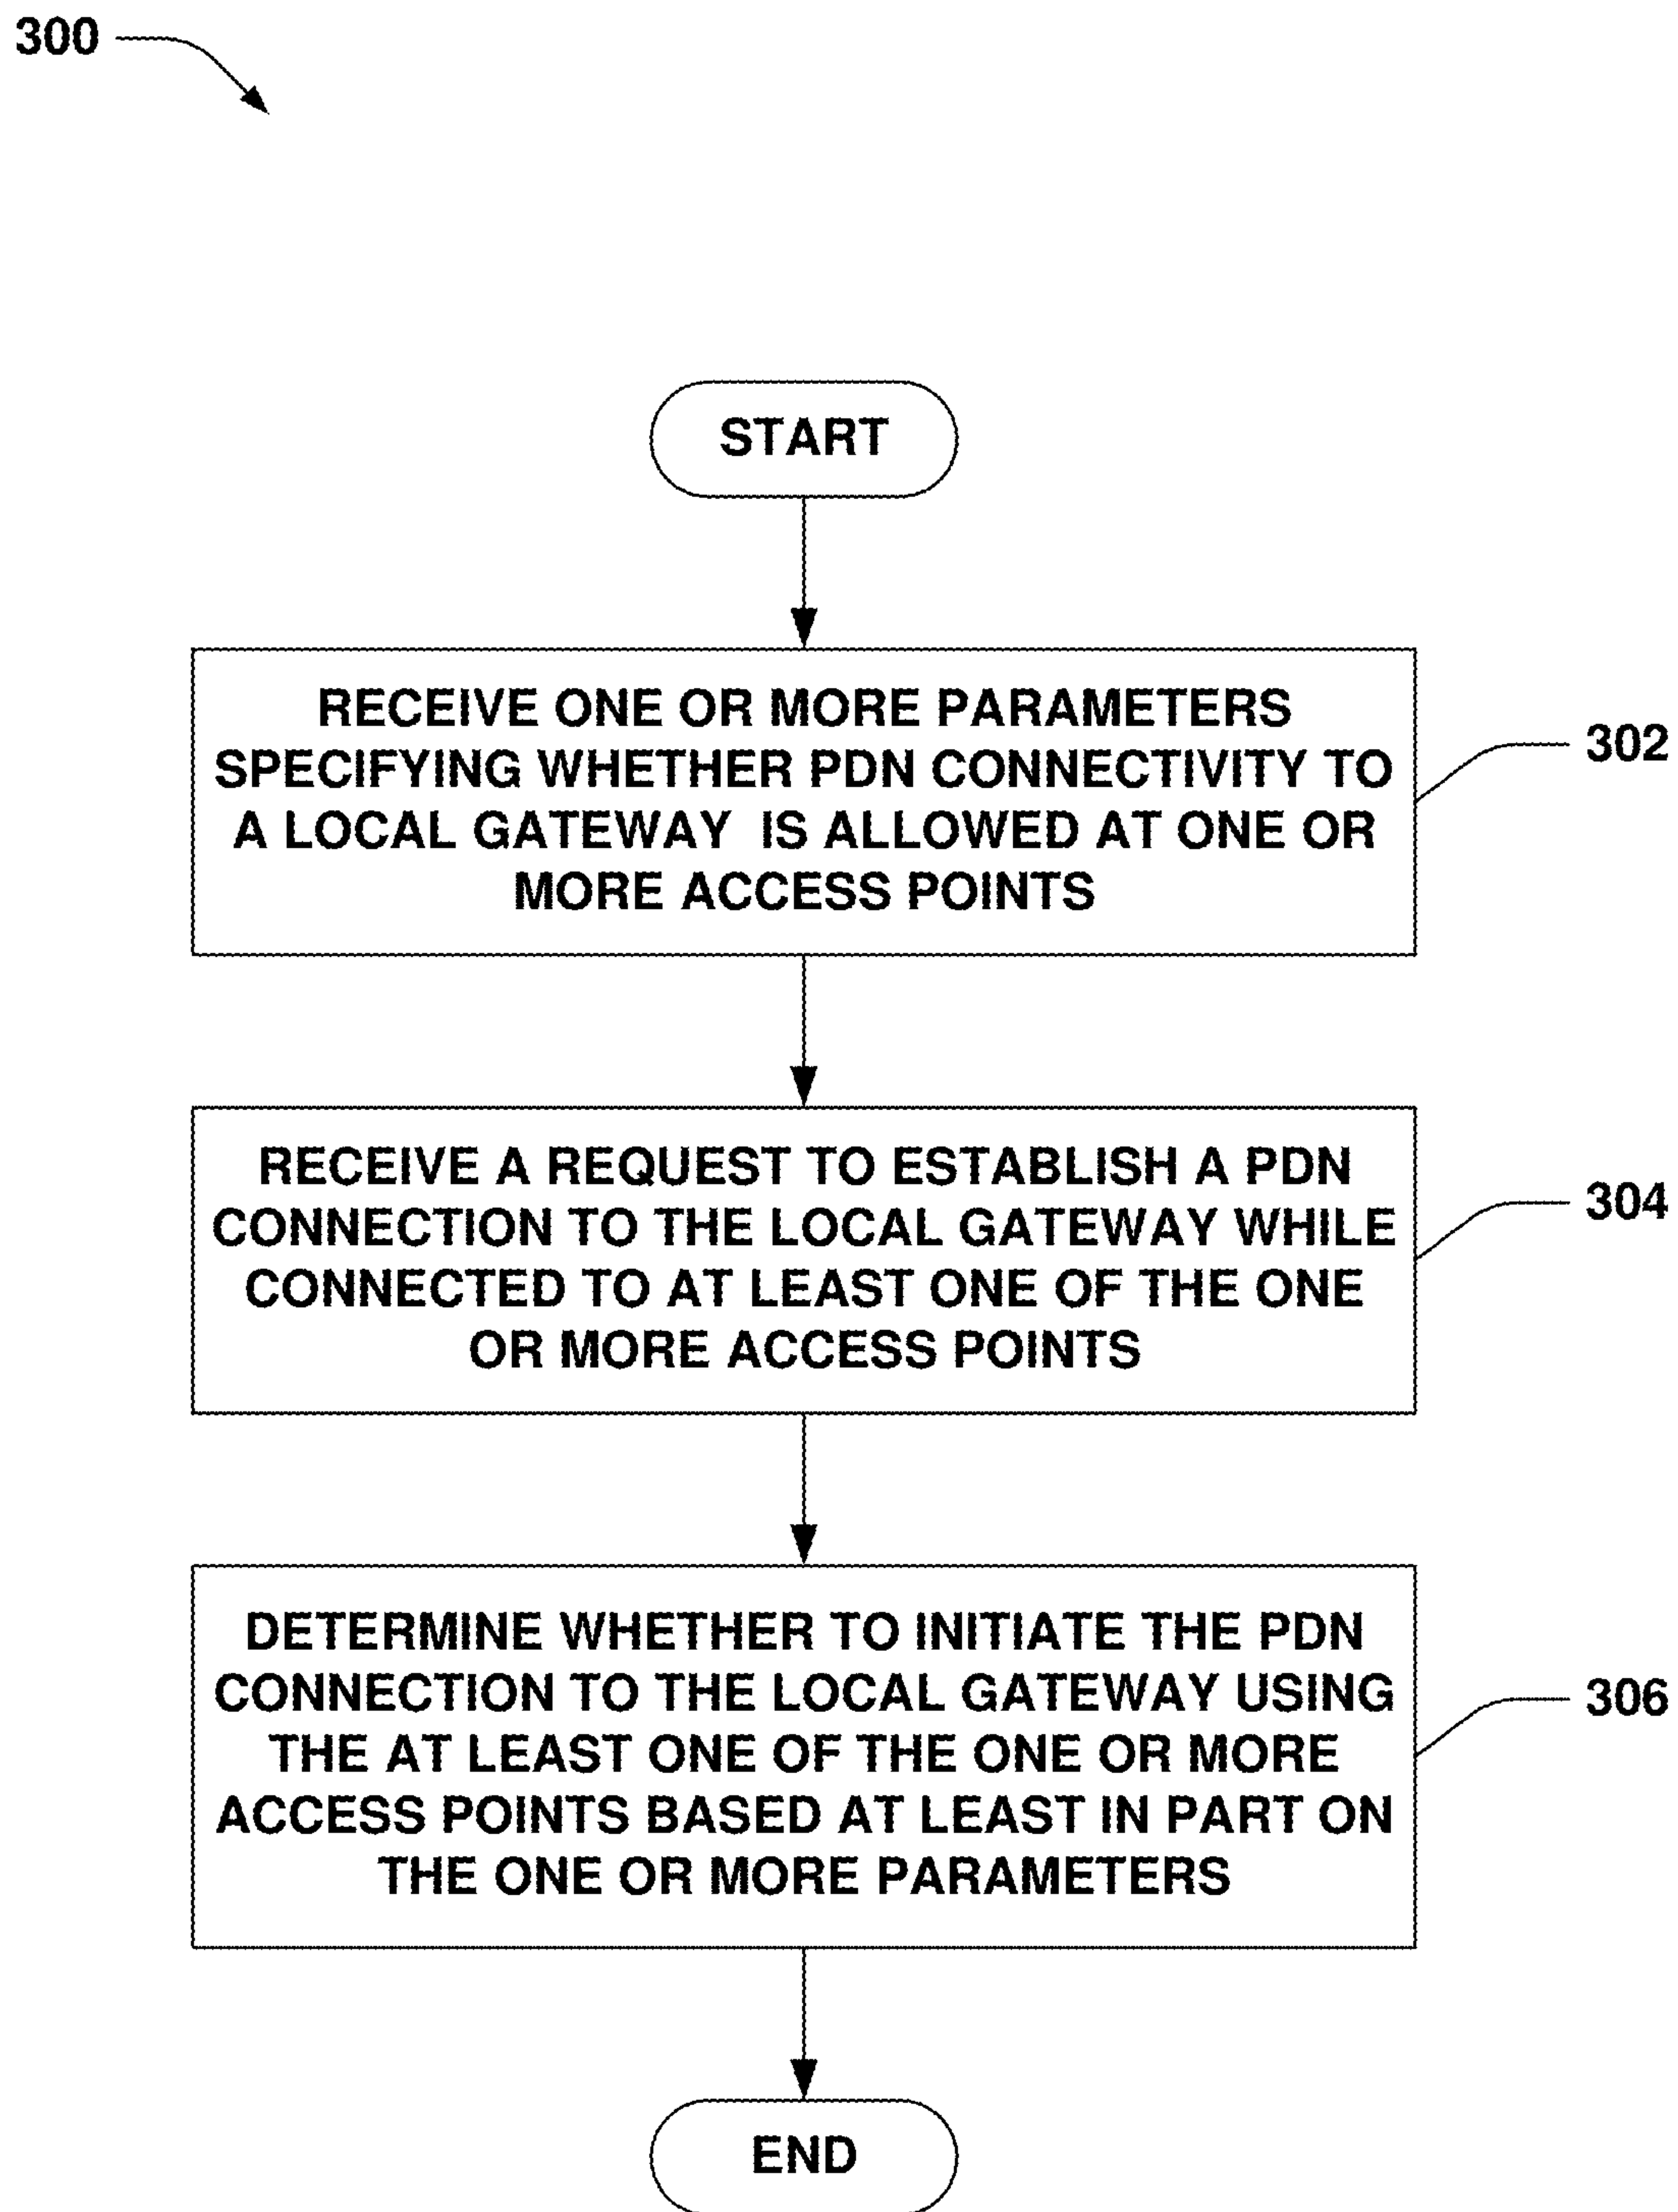 300
START
RECEIVE ONE OR MORE PARAMETERS
SPECIFYING WHETHER PDN CONNECTIVITY TO
A LOCAL GATEWAY IS ALLOWED AT ONE OR
MORE ACCESS POINTS
302
RECEIVE A REQUEST TO ESTABLISH A PDN
CONNECTION TO THE LOCAL GATEWAY WHILE
CONNECTED TO AT LEAST ONE OF THE ONE
OR MORE ACCESS POINTS
304
DETERMINE WHETHER TO INITIATE THE PDN
CONNECTION TO THE LOCAL GATEWAY USING
THE AT LEAST ONE OF THE ONE OR MORE
ACCESS POINTS BASED AT LEAST IN PART ON
THE ONE OR MORE PARAMETERS
306
END